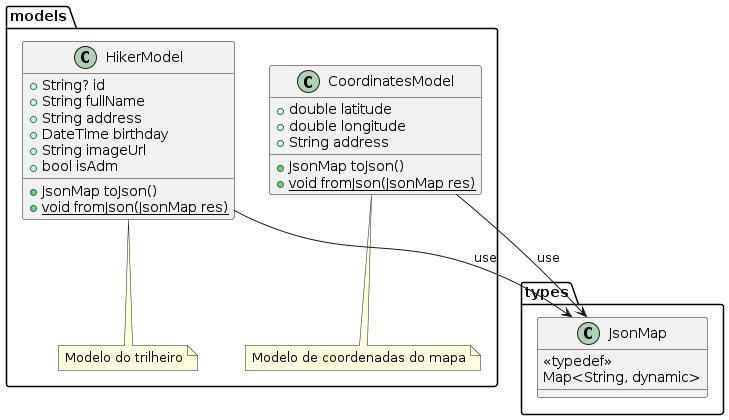 models
C HikerModel
String? id
String fullName
String address
DateTime birthday
String imageUrl
bool isAdm
JsonMap toJson()
void fromJson(JsonMap res)
C CoordinatesModel
double latitude
double longitude
String address
JsonMap toJson()
void fromJson(JsonMap res)
use
use
Modelo do trilheiro
Modelo de coordenadas do mapa
types
C JsonMap
«typedef»
Map<String, dynamic>